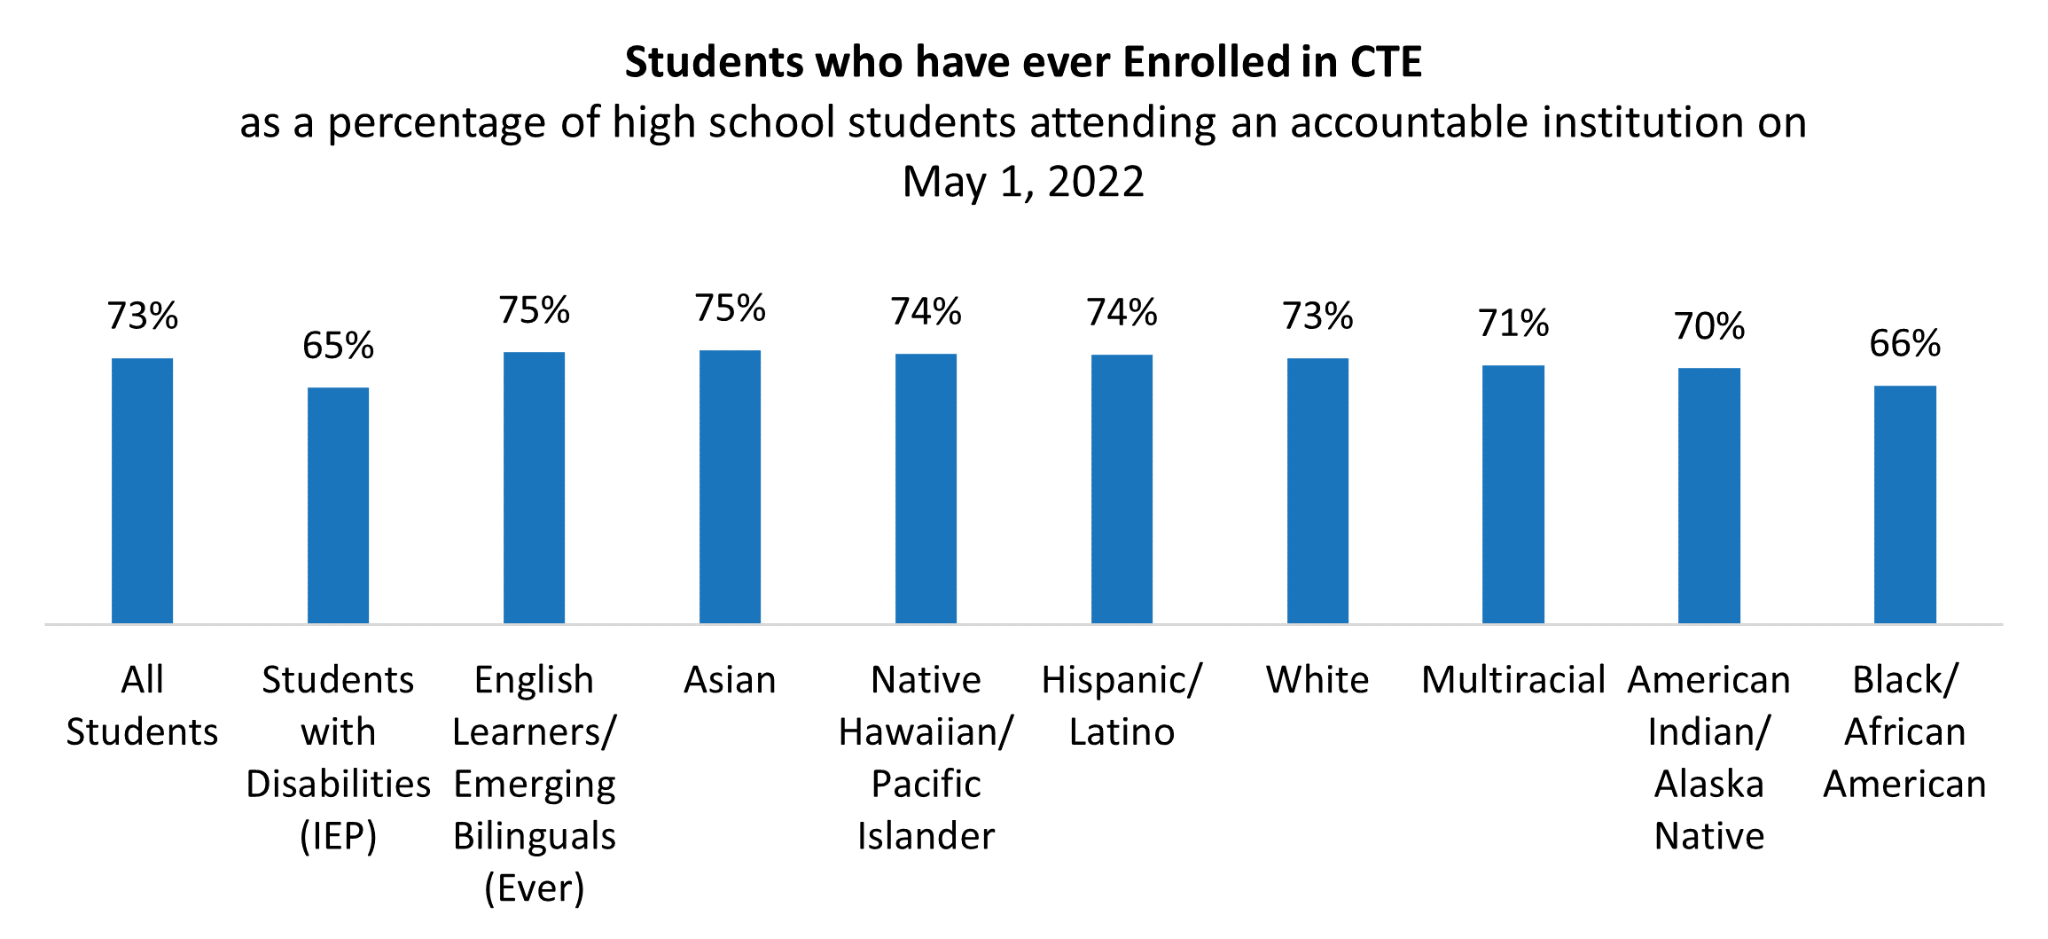 Students who have ever Enrolled in CTE
as a percentage of high school students attending an accountable institution on
May 1, 2022
73%
65%
75%
75%
74%
74%
73%
71%
70%
66%
All
Students
Students
with
Disabilities
(IEP)
English
Learners/
Emerging
Bilinguals
(Ever)
Asian
Native
Hawaiian/
Pacific
Islander
Hispanic/
Latino
White
Multiracial
American
Indian/
Alaska
Native
Black/
African
American